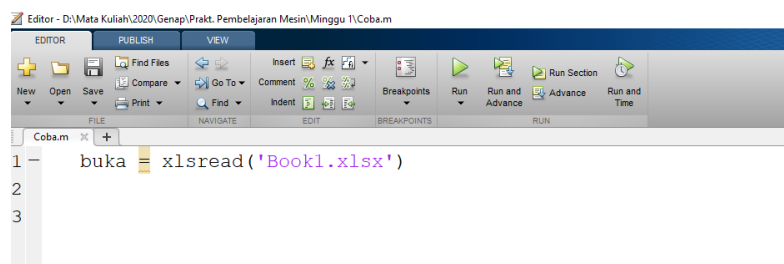 Editor - D:\Mata Kuliah\2020\Genap\Prakt. Pembelajaran Mesin\Minggu 1\Coba.m
EDITOR PUBLISH VIEW
New Open Save Find Files Compare Print
Go To Find
Insert fx
Comment
Indent
Breakpoints
Run Run and Advance Run Section Advance Run and Time
FILE NAVIGATE EDIT BREAKPOINTS RUN
Coba.m × +
1 – buka = xlsread('Book1.xlsx')
2
3